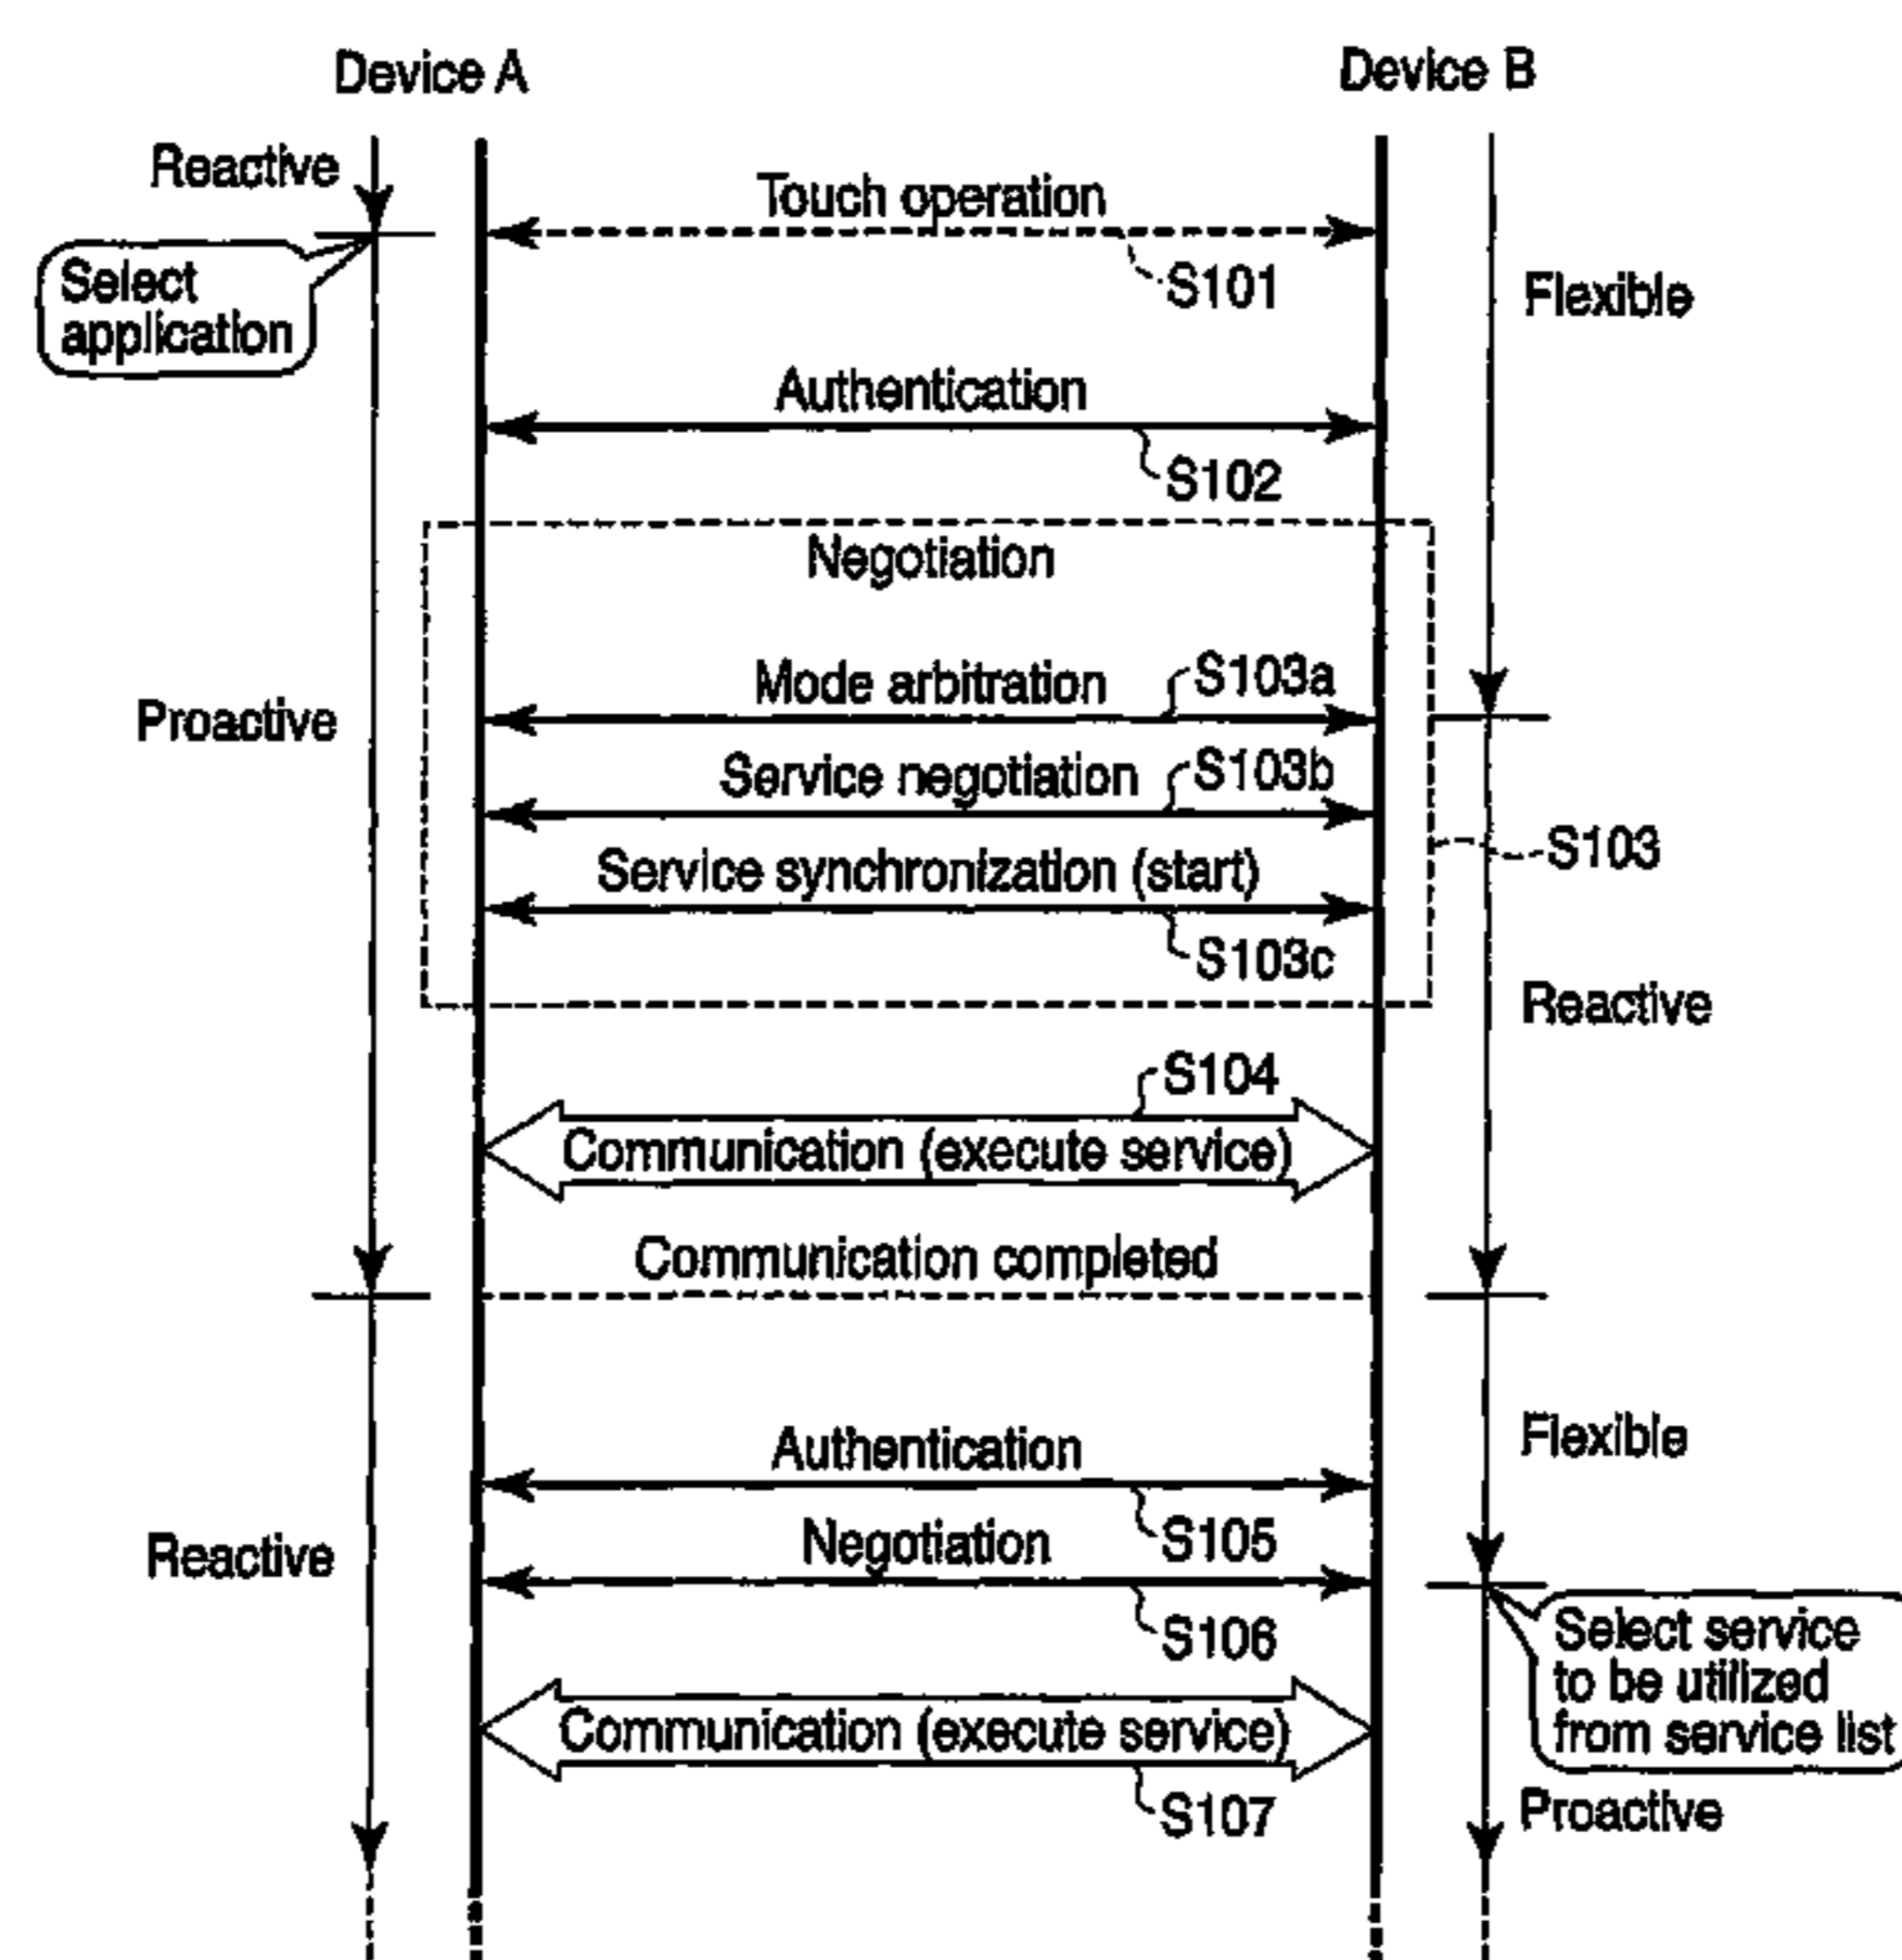 Device A
Device B
Reactive
Touch operation
S101
Select
application
Flexible
Authentication
S102
Negotiation
Mode arbitration
S103a
Proactive
Service negotiation
S103b
Service synchronization (start)
S103
S103c
Reactive
S104
Communication (execute service)
Communication completed
Flexible
Authentication
S105
Reactive
Negotiation
S106
Select service
to be utilized
from service list
Communication (execute service)
S107
Proactive